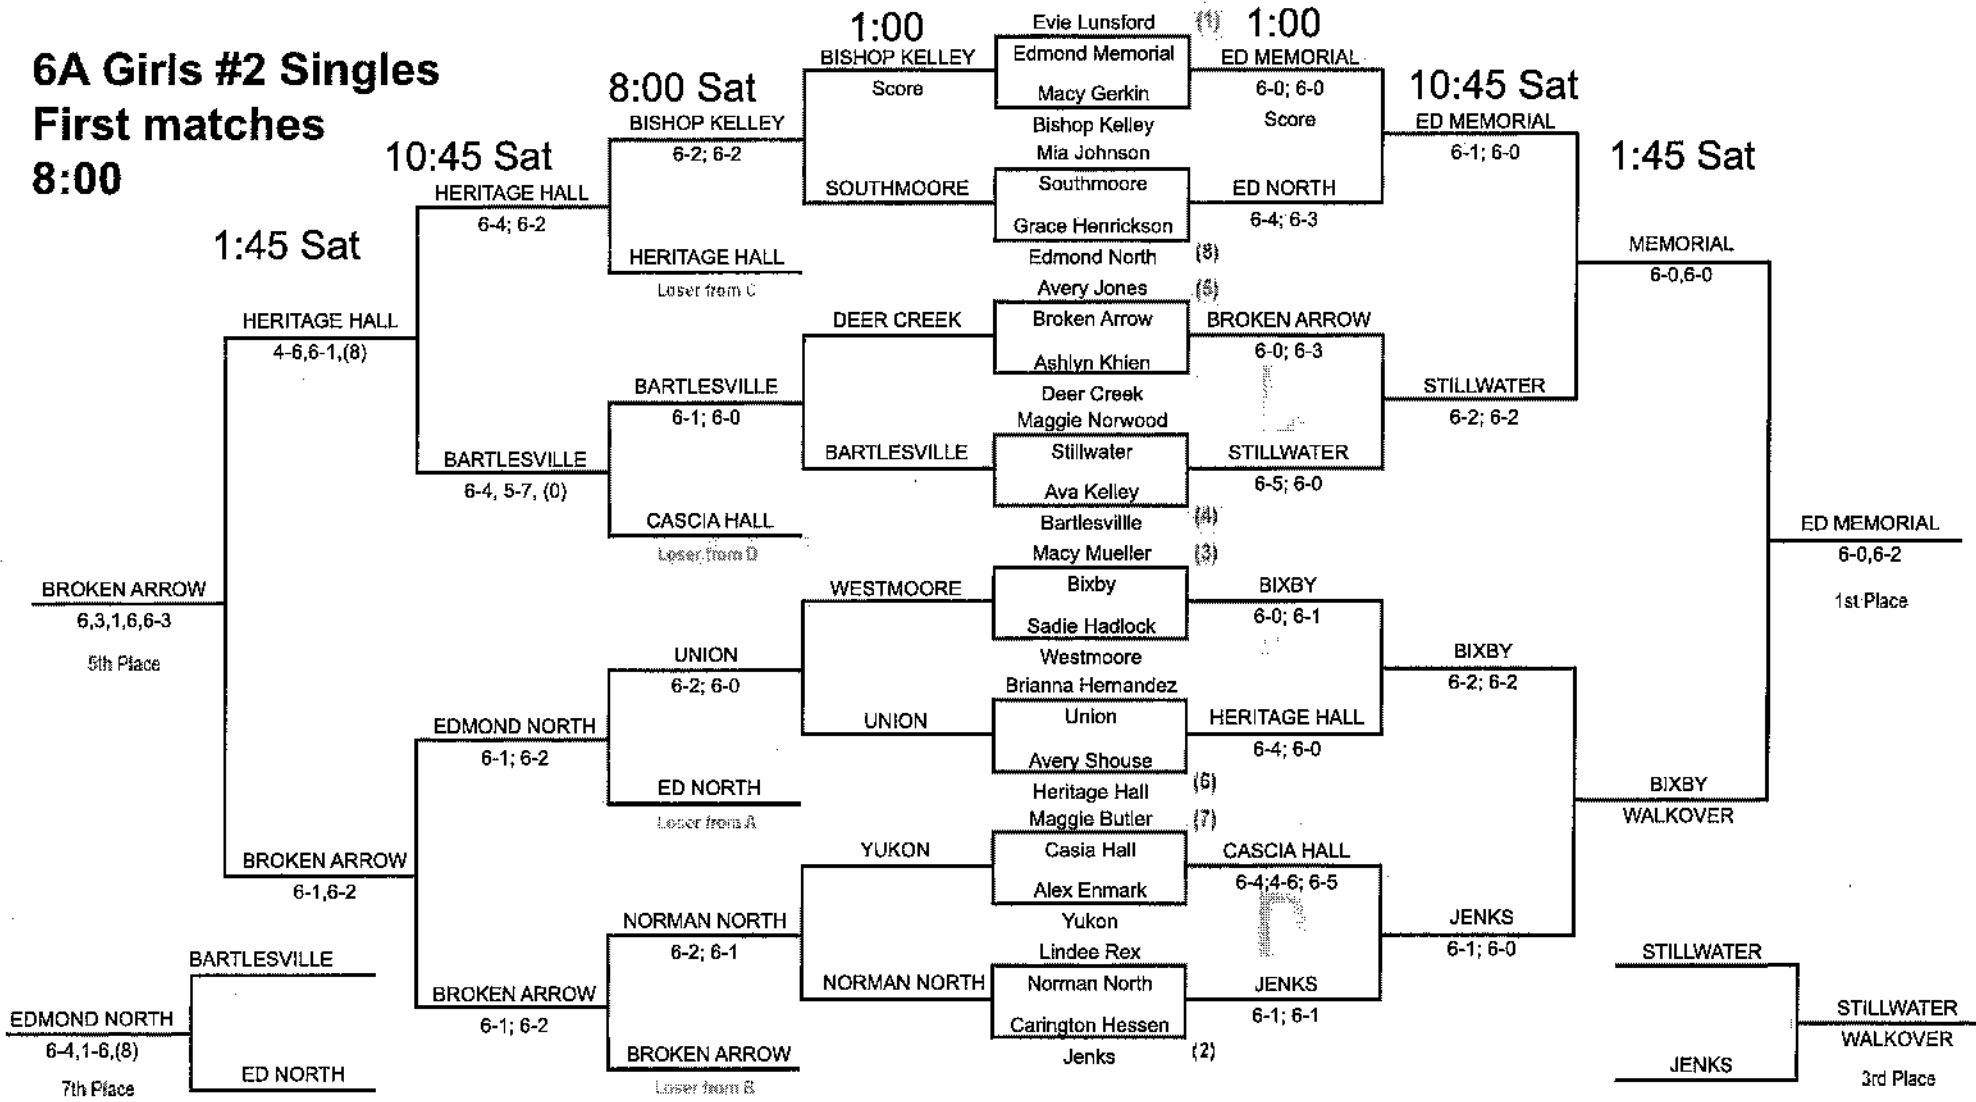 6A Girls #2 Singles
First matches
8:00
1:45 Sat
HERITAGE HALL
4-6,6-1,(8)
BROKEN ARROW
6,3,1,6,6-3
5th Place
BROKEN ARROW
6-1,6-2
BARTLESVILLE
EDMOND NORTH
6-4,1-6,(8)
7th Place
ED NORTH
10:45 Sat
HERITAGE HALL
6-4; 6-2
BARTLESVILLE
6-4, 5-7, (0)
EDMOND NORTH
6-1; 6-2
BROKEN ARROW
6-1; 6-2
8:00 Sat
BISHOP KELLEY
6-2; 6-2
HERITAGE HALL
Loser from C
BARTLESVILLE
6-1; 6-0
CASCIA HALL
Loser from D
UNION
6-2; 6-0
ED NORTH
Loser from A
NORMAN NORTH
6-2; 6-1
BROKEN ARROW
Loser from B
1:00
BISHOP KELLEY
Score
SOUTHMOORE
DEER CREEK
BARTLESVILLE
WESTMOORE
UNION
YUKON
NORMAN NORTH
Evie Lunsford (1)
Edmond Memorial
Macy Gerkin
Bishop Kelley
Mia Johnson
Southmoore
Grace Henrickson
Edmond North (8)
Avery Jones (5)
Broken Arrow
Ashlyn Khien
Deer Creek
Maggie Norwood
Stillwater
Ava Kelley
Bartlesvillle (4)
Macy Mueller (3)
Bixby
Sadie Hadlock
Westmoore
Brianna Hernandez
Union
Avery Shouse
Heritage Hall (6)
Maggie Butler (7)
Casia Hall
Alex Enmark
Yukon
Lindee Rex
Norman North
Carington Hessen
Jenks (2)
1:00
ED MEMORIAL
6-0; 6-0
Score
ED NORTH
6-4; 6-3
BROKEN ARROW
6-0; 6-3
STILLWATER
6-5; 6-0
BIXBY
6-0; 6-1
HERITAGE HALL
6-4; 6-0
CASCIA HALL
6-4;4-6; 6-5
JENKS
6-1; 6-1
10:45 Sat
ED MEMORIAL
6-1; 6-0
STILLWATER
6-2; 6-2
BIXBY
6-2; 6-2
JENKS
6-1; 6-0
1:45 Sat
MEMORIAL
6-0,6-0
BIXBY
WALKOVER
ED MEMORIAL
6-0,6-2
1st Place
STILLWATER
STILLWATER
WALKOVER
JENKS
3rd Place